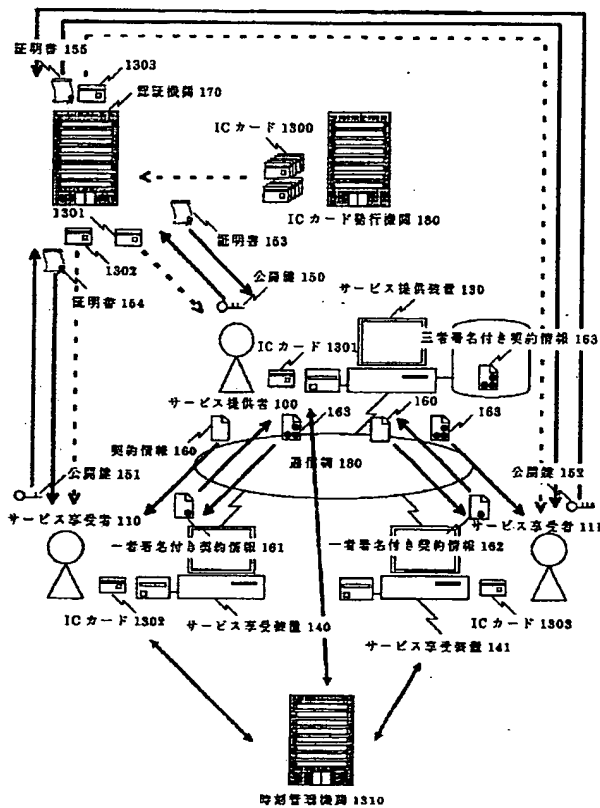 証明書 155
1303
認証機関 170
ICカード 1300
1301
ICカード発行機関 180
証明書 153
1302
公開鍵 150
証明書 154
サービス提供装置 130
三者署名付き契約情報 163
ICカード 1301
サービス提供者 100
163
160
163
契約情報 160
通信網 180
公開鍵 151
公開鍵 152
サービス享受者 110
サービス享受者 111
一者署名付き契約情報 161
一者署名付き契約情報 162
ICカード 1302
ICカード 1303
サービス享受装置 140
サービス享受装置 141
時刻管理機関 1310